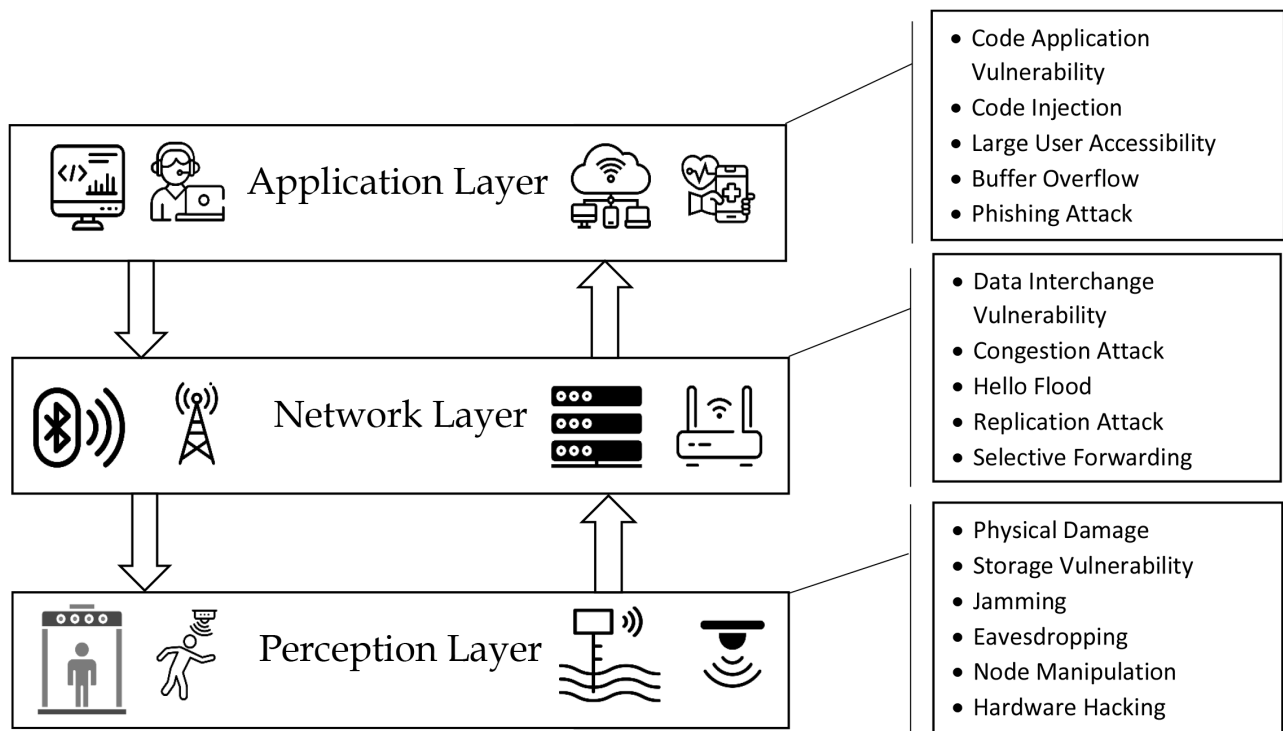 • Code Application
Vulnerability
• Code Injection
• Large User Accessibility
• Buffer Overflow
• Phishing Attack
</>
Application Layer
• Data Interchange
Vulnerability
• Congestion Attack
• Hello Flood
• Replication Attack
• Selective Forwarding
Network Layer
• Physical Damage
• Storage Vulnerability
• Jamming
• Eavesdropping
• Node Manipulation
• Hardware Hacking
Perception Layer